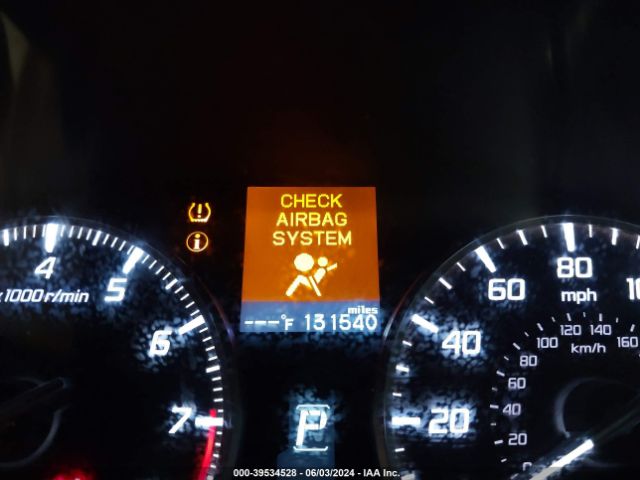 CHECK
AIRBAG
SYSTEM
miles
---°F 131540
P
4
5
x1000r/min
6
7
80
60
mph
40
20
120 140
100
160
km/h
80
60
40
20
000-39534528 - 06/03/2024 - IAA Inc.